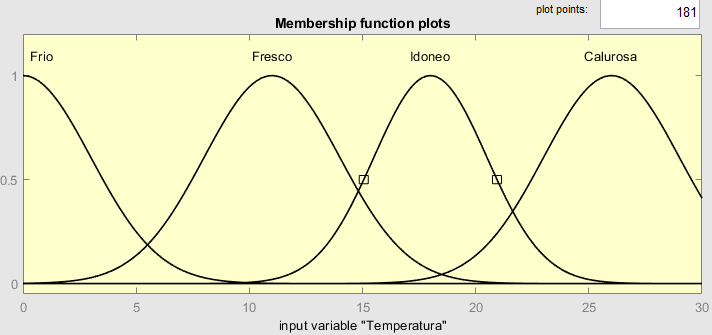 plot points: 181
Membership function plots
Frio Fresco Idoneo Calurosa
1
0.5
0
0 5 10 15 20 25 30
input variable "Temperatura"